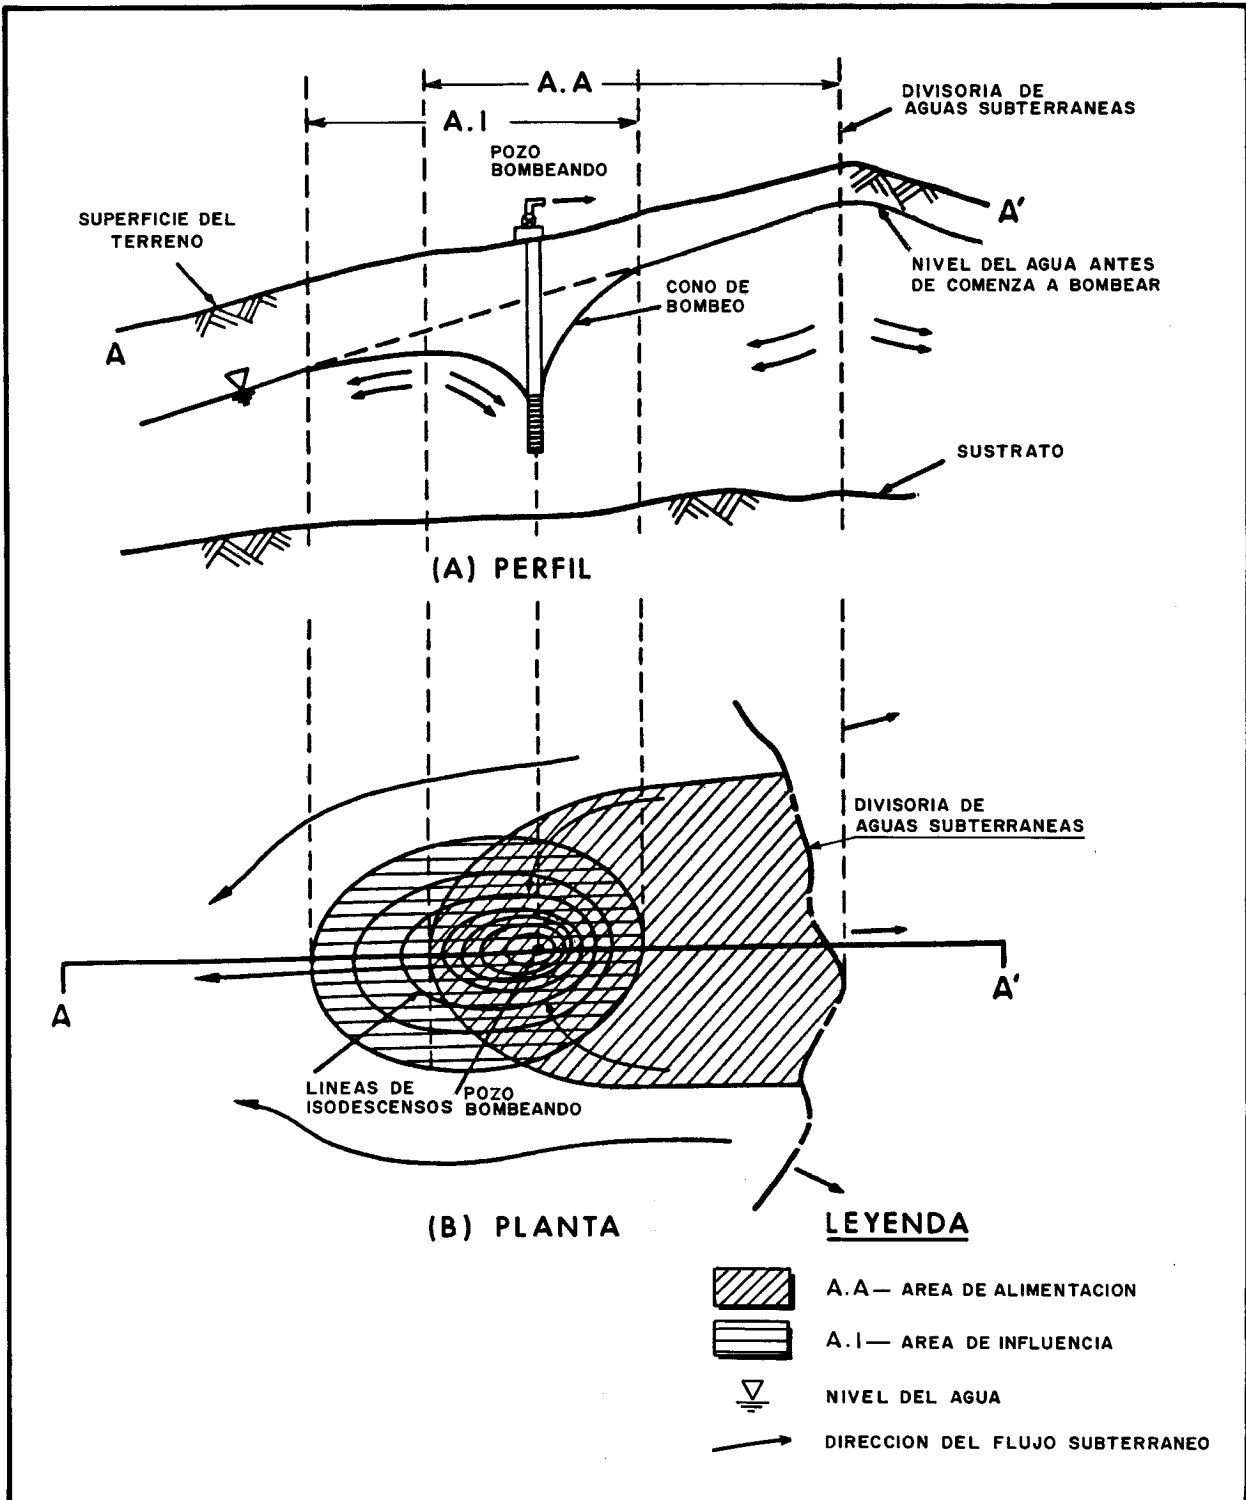 A.A
A.I
DIVISORIA DE
AGUAS SUBTERRANEAS
POZO
BOMBEANDO
SUPERFICIE DEL
TERRENO
A'
NIVEL DEL AGUA ANTES
DE COMENZA A BOMBEAR
CONO DE
BOMBEO
A
SUSTRATO
(A) PERFIL
DIVISORIA DE
AGUAS SUBTERRANEAS
A
A'
LINEAS DE
ISODESCENSOS
POZO
BOMBEANDO
(B) PLANTA
LEYENDA
A.A— AREA DE ALIMENTACION
A.I— AREA DE INFLUENCIA
NIVEL DEL AGUA
DIRECCION DEL FLUJO SUBTERRANEO